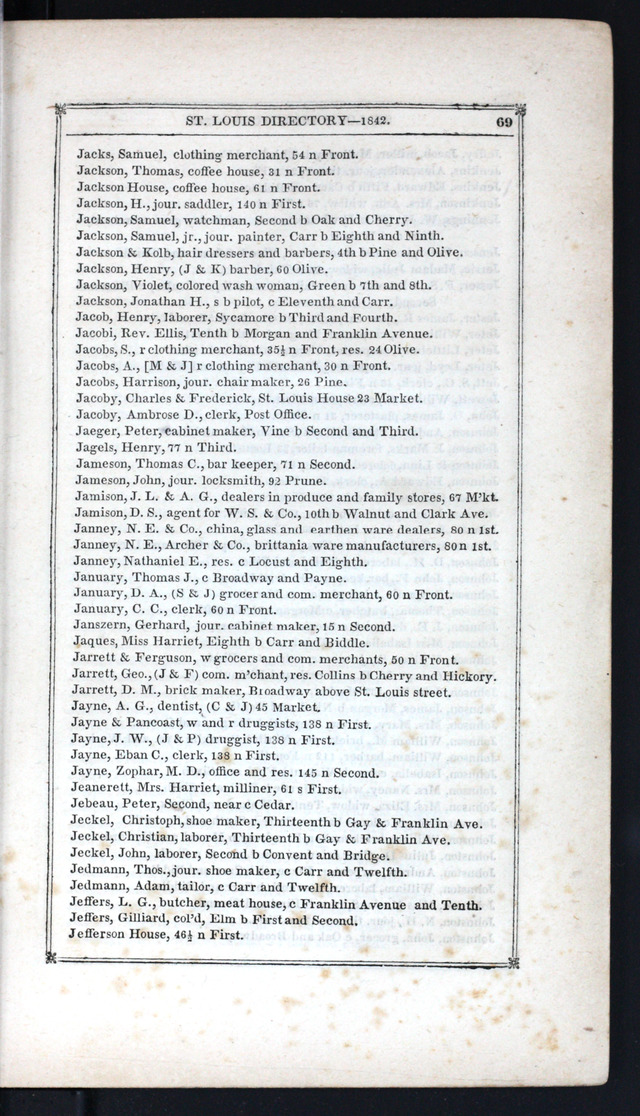 ST. LOUIS DIRECTORY—1842. 69
Jacks, Samuel, clothing merchant, 54 n Front.
Jackson, Thomas, coffee house, 31 n Front.
Jackson House, coffee house, 61 n Front.
Jackson, H., jour. saddler, 140 n First.
Jackson, Samuel, watchman, Second b Oak and Cherry.
Jackson, Samuel, jr., jour. painter, Carr b Eighth and Ninth.
Jackson & Kolb, hair dressers and barbers, 4th b Pine and Olive.
Jackson, Henry, (J & K) barber, 60 Olive.
Jackson, Violet, colored wash woman, Green b 7th and 8th.
Jackson, Jonathan H., s b pilot, c Eleventh and Carr.
Jacob, Henry, laborer, Sycamore b Third and Fourth.
Jacobi, Rev. Ellis, Tenth b Morgan and Franklin Avenue.
Jacobs, S., r clothing merchant, 35½ n Front, res. 24 Olive.
Jacobs, A., [M & J] r clothing merchant, 30 n Front.
Jacobs, Harrison, jour. chair maker, 26 Pine.
Jacoby, Charles & Frederick, St. Louis House 23 Market.
Jacoby, Ambrose D., clerk, Post Office.
Jaeger, Peter, cabinet maker, Vine b Second and Third.
Jagels, Henry, 77 n Third.
Jameson, Thomas C., bar keeper, 71 n Second.
Jameson, John, jour. locksmith, 92 Prune.
Jamison, J. L. & A. G., dealers in produce and family stores, 67 M'kt.
Jamison, D. S., agent for W. S. & Co., 10th b Walnut and Clark Ave.
Janney, N. E. & Co., china, glass and earthen ware dealers, 80 n 1st.
Janney, N. E., Archer & Co., brittania ware manufacturers, 80 n 1st.
Janney, Nathaniel E., res. c Locust and Eighth.
January, Thomas J., c Broadway and Payne.
January, D. A., (S & J) grocer and com. merchant, 60 n Front.
January, C. C., clerk, 60 n Front.
Janszern, Gerhard, jour. cabinet maker, 15 n Second.
Jaques, Miss Harriet, Eighth b Carr and Biddle.
Jarrett & Ferguson, w grocers and com. merchants, 50 n Front.
Jarrett, Geo., (J & F) com. m'chant, res. Collins b Cherry and Hickory.
Jarrett, D. M., brick maker, Broadway above St. Louis street.
Jayne, A. G., dentist, (C & J) 45 Market.
Jayne & Pancoast, w and r druggists, 138 n First.
Jayne, J. W., (J & P) druggist, 138 n First.
Jayne, Eban C., clerk, 138 n First.
Jayne, Zophar, M. D., office and res. 145 n Second.
Jeanerett, Mrs. Harriet, milliner, 61 s First.
Jebeau, Peter, Second, near c Cedar.
Jeckel, Christoph, shoe maker, Thirteenth b Gay & Franklin Ave.
Jeckel, Christian, laborer, Thirteenth b Gay & Franklin Ave.
Jeckel, John, laborer, Second b Convent and Bridge.
Jedmann, Thos., jour. shoe maker, c Carr and Twelfth.
Jedmann, Adam, tailor, c Carr and Twelfth.
Jeffers, L. G., butcher, meat house, c Franklin Avenue and Tenth.
Jeffers, Gilliard, col'd, Elm b First and Second.
Jefferson House, 46½ n First.